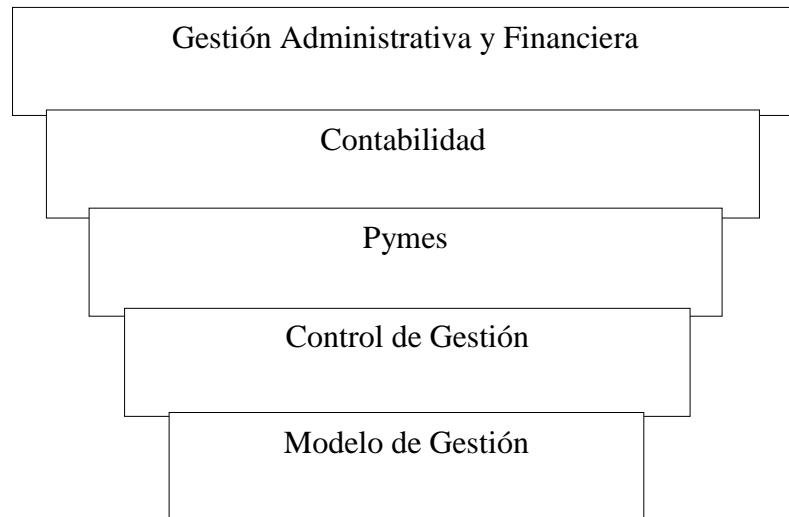 Gestión Administrativa y Financiera
Contabilidad
Pymes
Control de Gestión
Modelo de Gestión